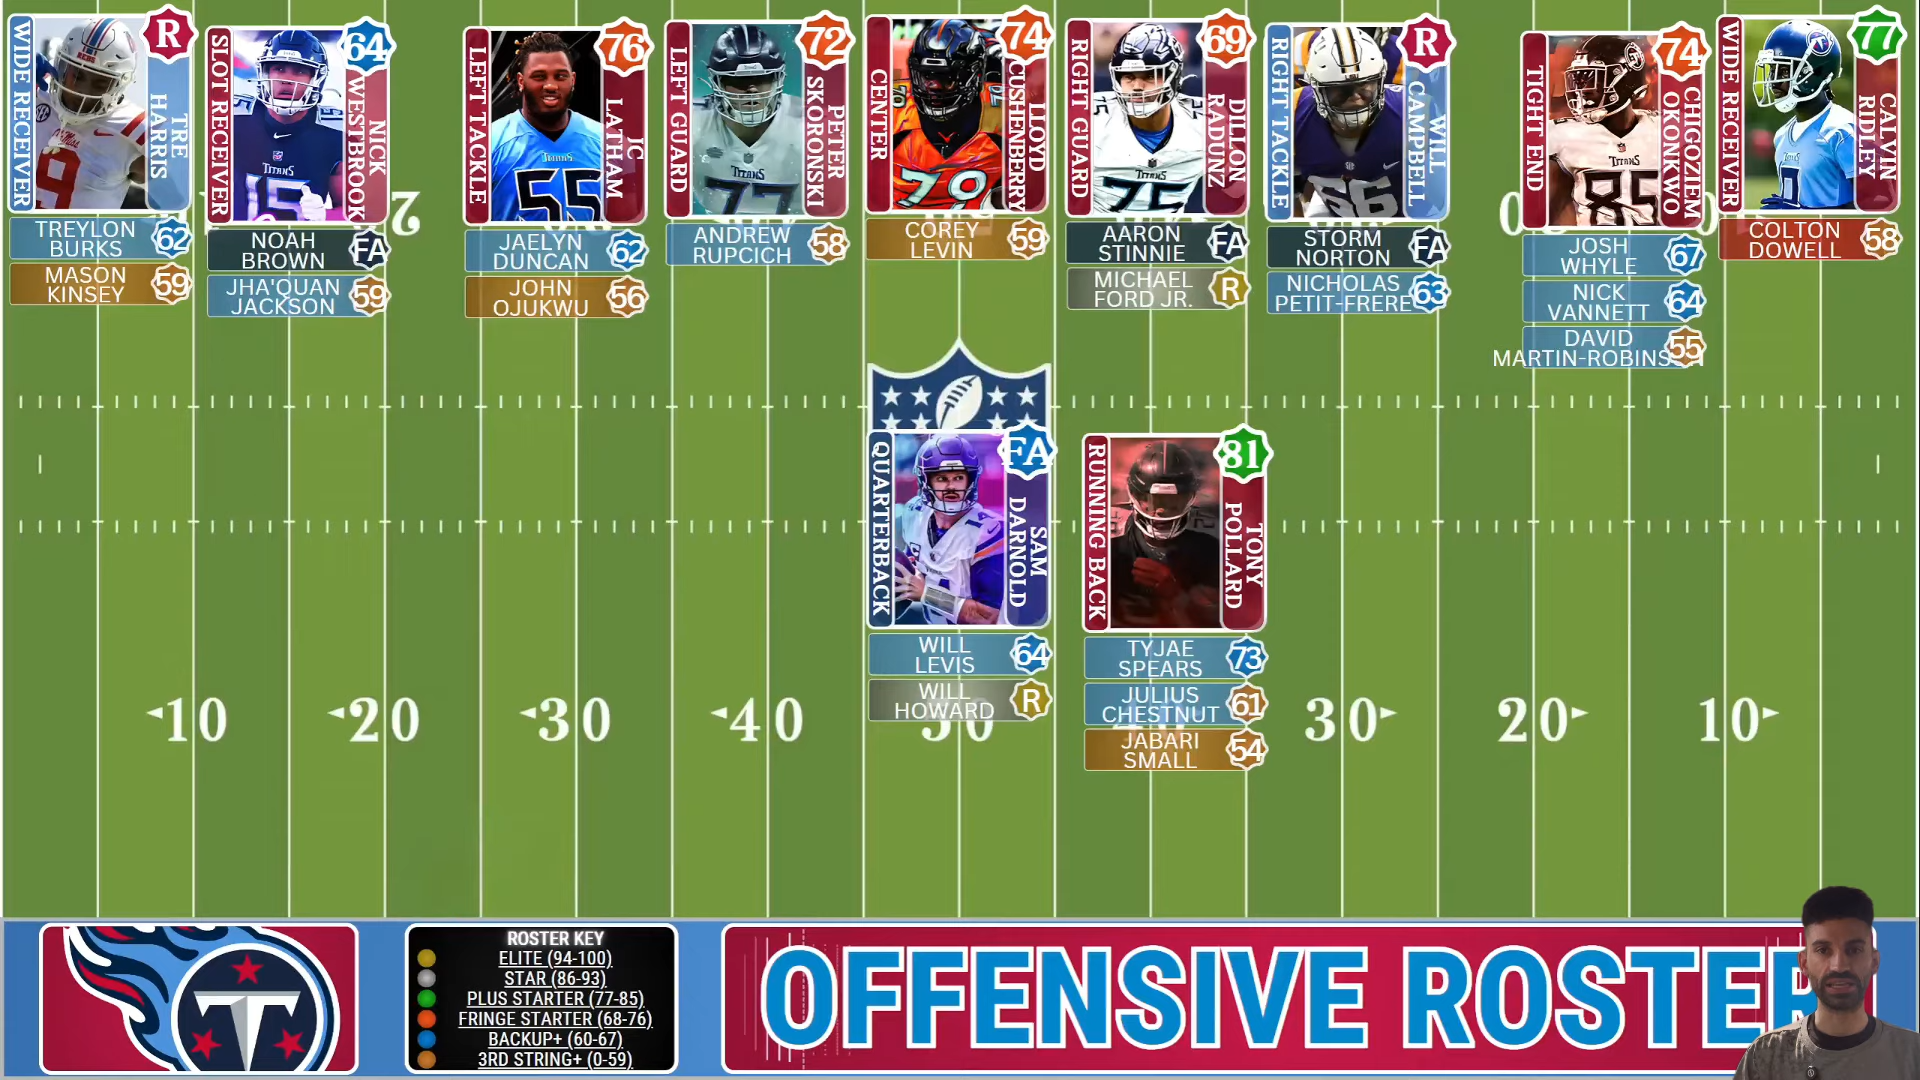 WIDE RECEIVER
TRE HARRIS
R
TREYLON BURKS 62
MASON KINSEY 59
SLOT RECEIVER
NICK WESTBROOK
64
NOAH BROWN FA
JHA'QUAN JACKSON 59
LEFT TACKLE
JC LATHAM
76
JAELYN DUNCAN 62
JOHN OJUKWU 56
LEFT GUARD
PETER SKORONSKI
72
ANDREW RUPCICH 58
CENTER
LLOYD CUSHENBERRY
74
COREY LEVIN 59
RIGHT GUARD
DILLON RADUNZ
69
AARON STINNIE FA
MICHAEL FORD JR. R
RIGHT TACKLE
WILL CAMPBELL
R
STORM NORTON FA
NICHOLAS PETIT-FRERE 63
TIGHT END
CHIGOZIEM OKONKWO
74
JOSH WHYLE 67
NICK VANNETT 64
DAVID MARTIN-ROBINS 55
WIDE RECEIVER
CALVIN RIDLEY
77
COLTON DOWELL 58
QUARTERBACK
SAM DARNOLD
FA
WILL LEVIS 64
WILL HOWARD R
RUNNING BACK
TONY POLLARD
81
TYJAE SPEARS 73
JULIUS CHESTNUT 61
JABARI SMALL 54
10 20 30 40 50 30 20 10
T
ROSTER KEY
ELITE (94-100)
STAR (86-93)
PLUS STARTER (77-85)
FRINGE STARTER (68-76)
BACKUP+ (60-67)
3RD STRING+ (0-59)
OFFENSIVE ROSTER